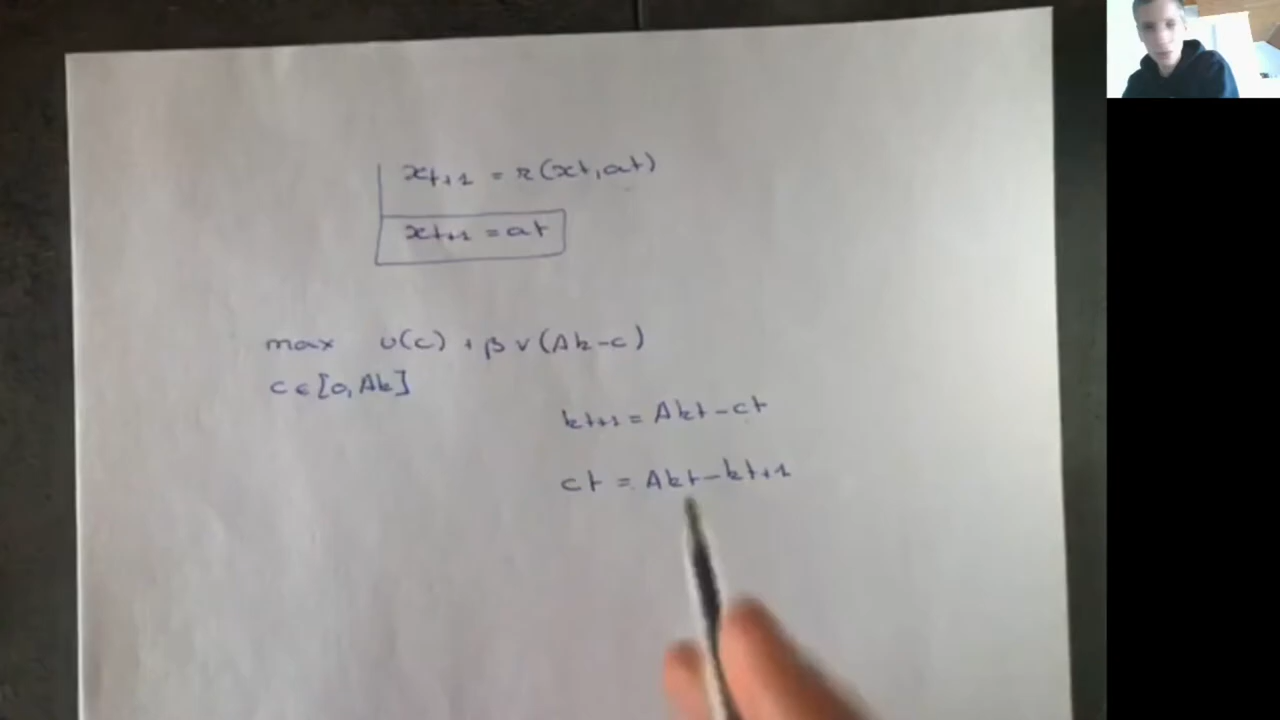 xt+1 = r(xt, at)
xt+1 = at
max u(c) + β v(Ak-c)
c ∈ [0, Ak]
kt+1 = Akt - ct
ct = Akt - kt+1